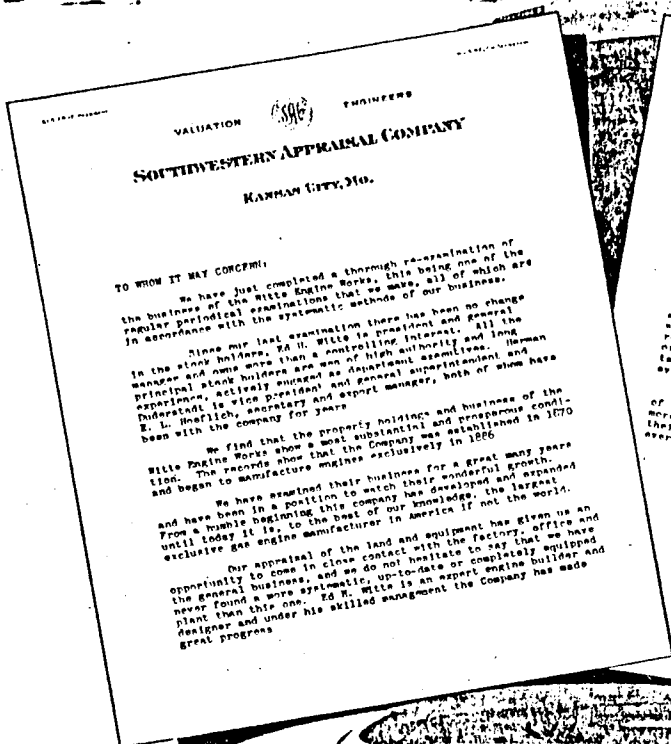 VALUATION SAC ENGINEERS
SOUTHWESTERN APPRAISAL COMPANY
KANSAS CITY, MO.
TO WHOM IT MAY CONCERN:
We have just completed a thorough re-examination of
the business of the Witte Engine Works, this being one of the
regular periodical examinations that we make, all of which are
in accordance with the systematic methods of our business.
Since our last examination there has been no change
in the stock holders, Ed H. Witte is president and general
manager and owns more than a controlling interest. All the
principal stock holders are men of high authority and long
experience, actively engaged as department executives. Herman
Duderstadt is vice president and general superintendent and
E. L. Hoeflich, secretary and export manager, both of whom have
been with the company for years
We find that the property holdings and business of the
Witte Engine Works show a most substantial and prosperous condi-
tion. The records show that the Company was established in 1870
and began to manufacture engines exclusively in 1886
We have examined their business for a great many years
and have been in a position to watch their wonderful growth.
From a humble beginning this company has developed and expanded
until today it is, to the best of our knowledge, the largest
exclusive gas engine manufacturer in America if not the world.
Our appraisal of the land and equipment has given us an
opportunity to come in close contact with the factory, office and
the general business, and we do not hesitate to say that we have
never found a more systematic, up-to-date or completely equipped
plant than this one. Ed H. Witte is an expert engine builder and
designer and under his skilled management the Company has made
great progress
of